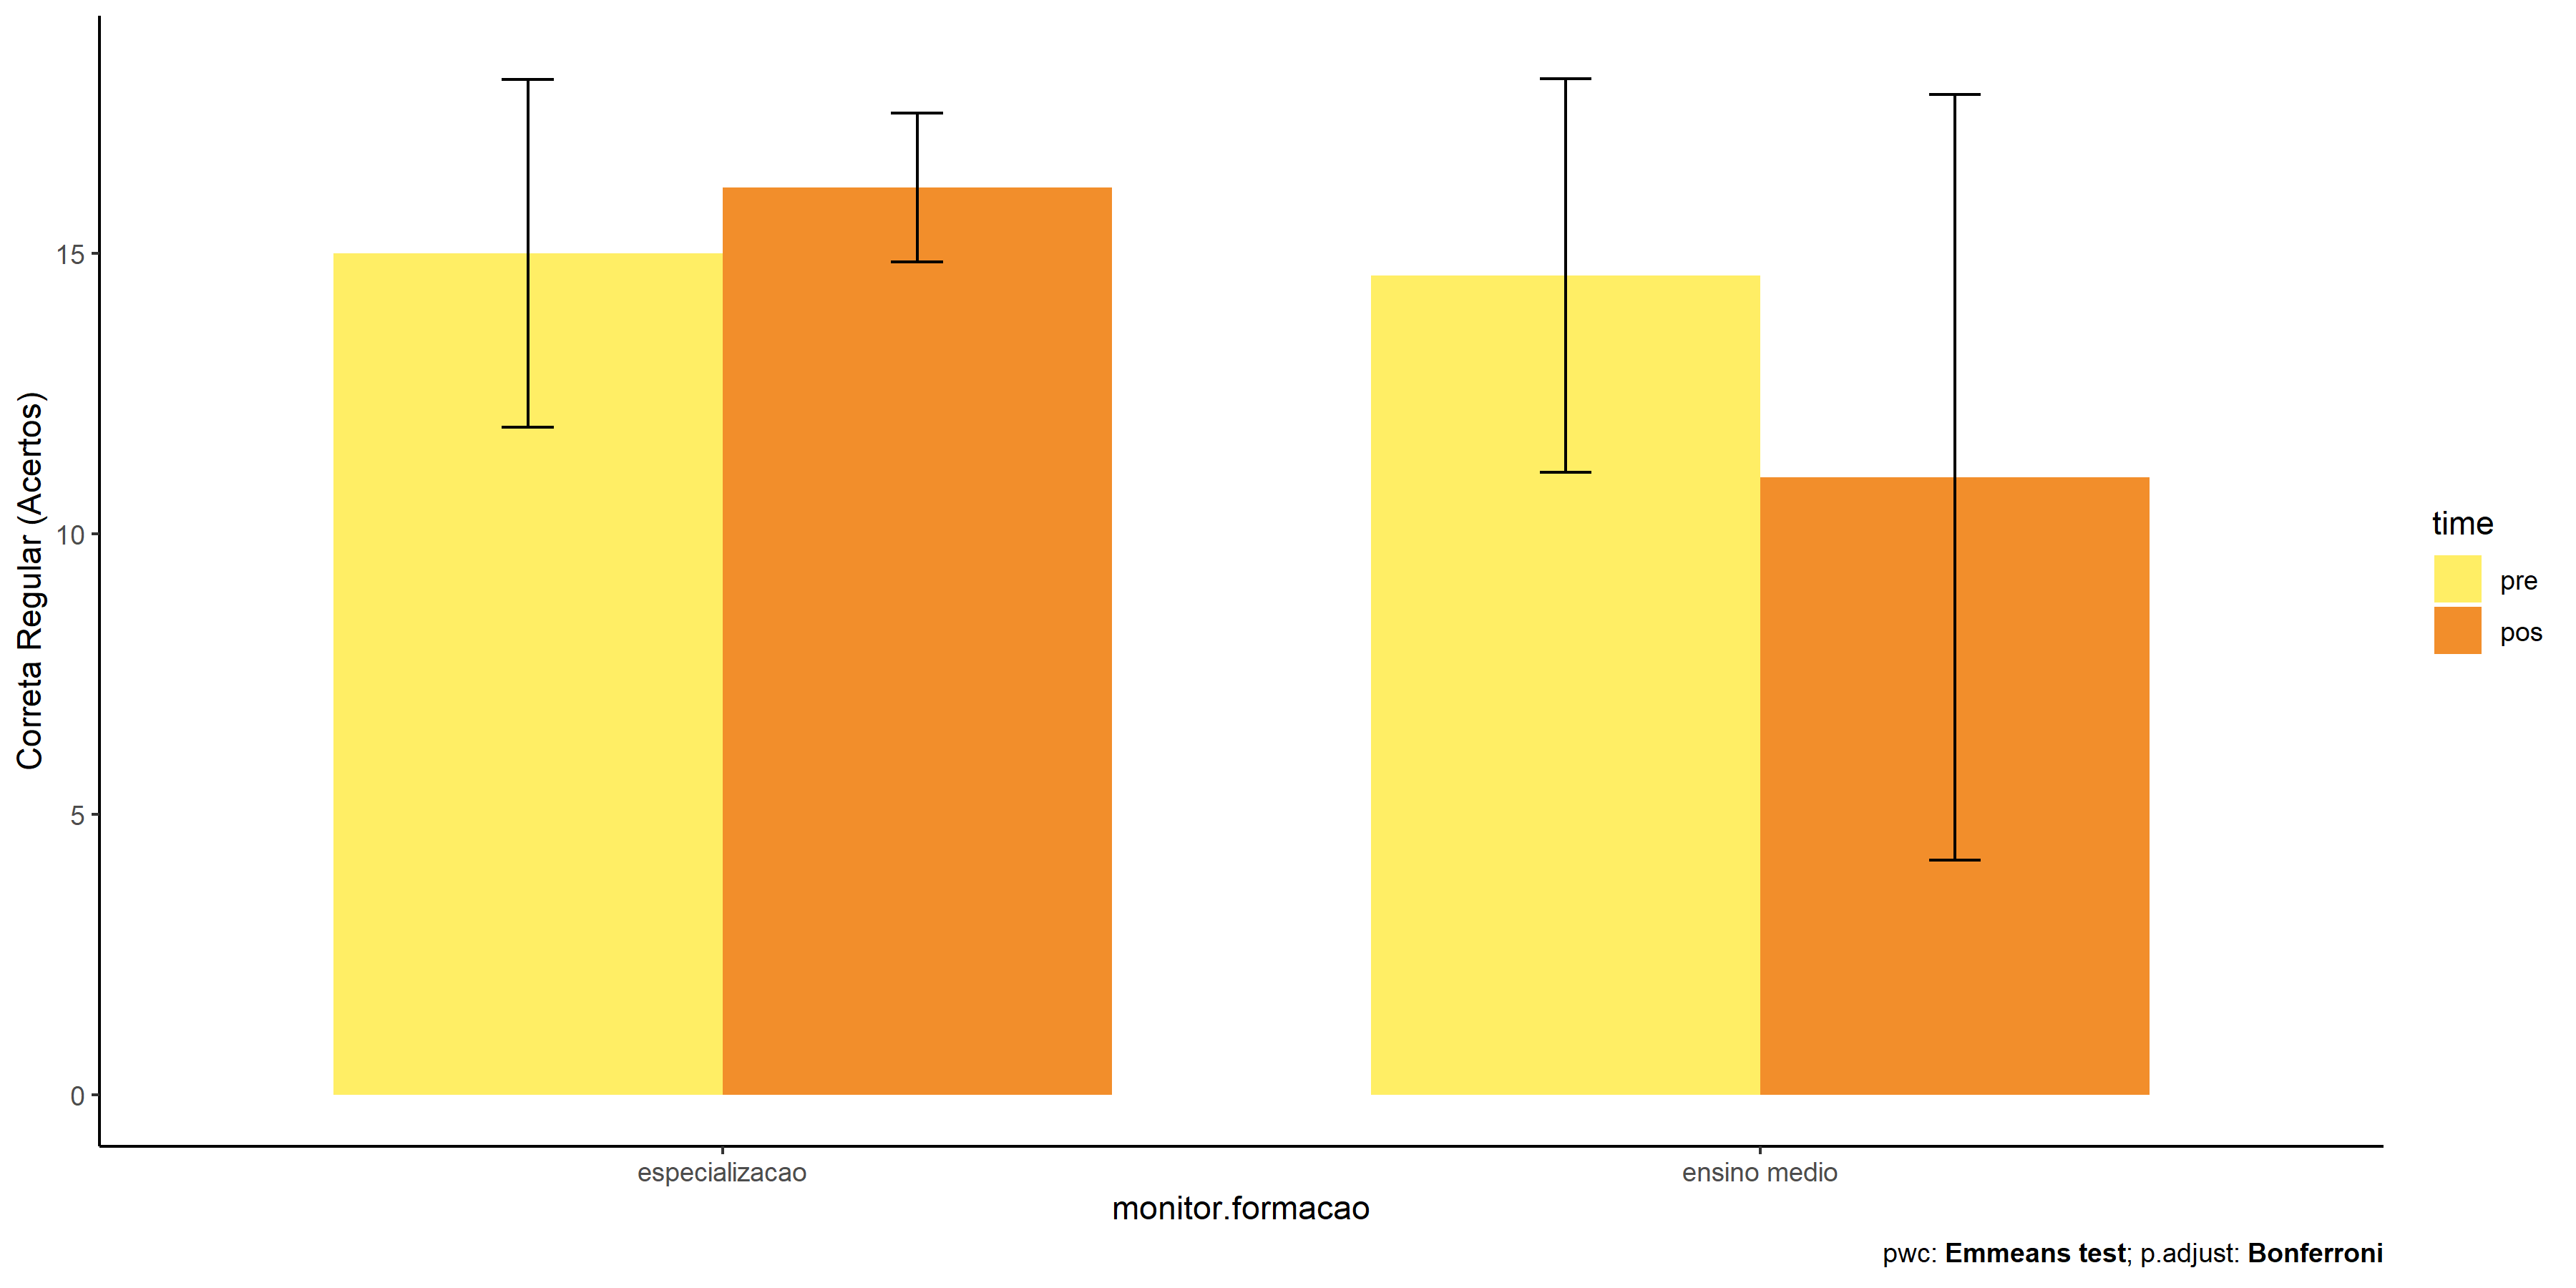 Correta Regular (Acertos)
15
10
5
0
especializacao
ensino medio
monitor.formacao
time
pre
pos
pwc: Emmeans test; p.adjust: Bonferroni